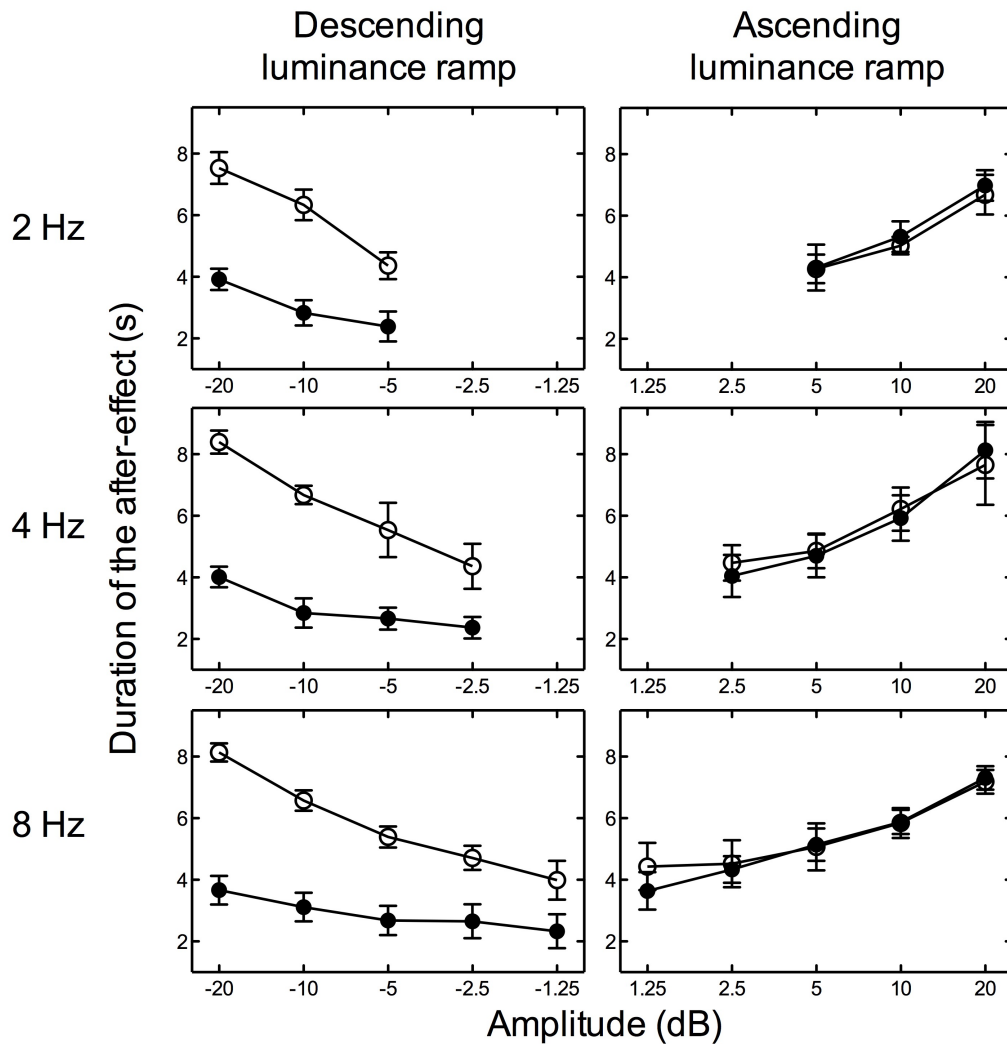 Descending
luminance ramp
Ascending
luminance ramp
2 Hz
8
6
4
2
-20 -10 -5 -2.5 -1.25
8
6
4
2
1.25 2.5 5 10 20
4 Hz
8
6
4
2
-20 -10 -5 -2.5 -1.25
8
6
4
2
1.25 2.5 5 10 20
8 Hz
8
6
4
2
-20 -10 -5 -2.5 -1.25
8
6
4
2
1.25 2.5 5 10 20
Duration of the after-effect (s)
Amplitude (dB)